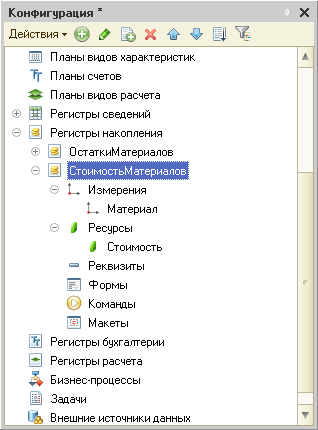 Конфигурация *
Действия
Планы видов характеристик
Планы счетов
Планы видов расчета
Регистры сведений
Регистры накопления
ОстаткиМатериалов
СтоимостьМатериалов
Измерения
Материал
Ресурсы
Стоимость
Реквизиты
Формы
Команды
Макеты
Регистры бухгалтерии
Регистры расчета
Бизнес-процессы
Задачи
Внешние источники данных